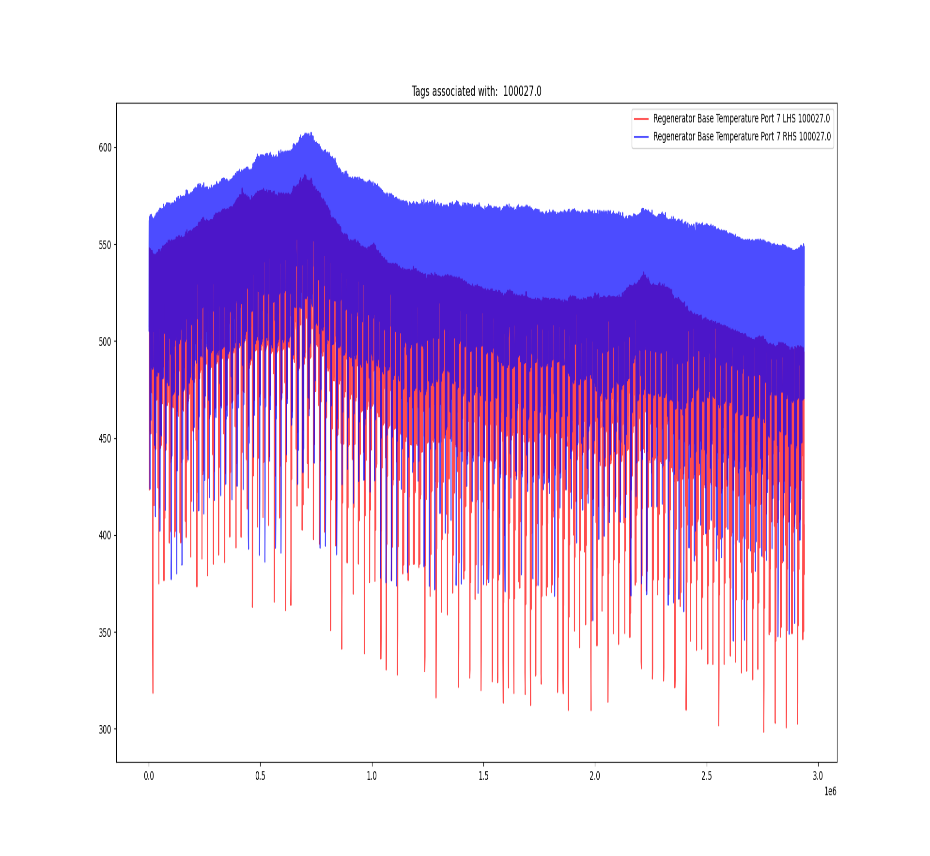 Tags associated with: 100027.0
Regenerator Base Temperature Port 7 LHS 100027.0
Regenerator Base Temperature Port 7 RHS 100027.0
600
550
500
450
400
350
300
0.0 0.5 1.0 1.5 2.0 2.5 3.0
1e6